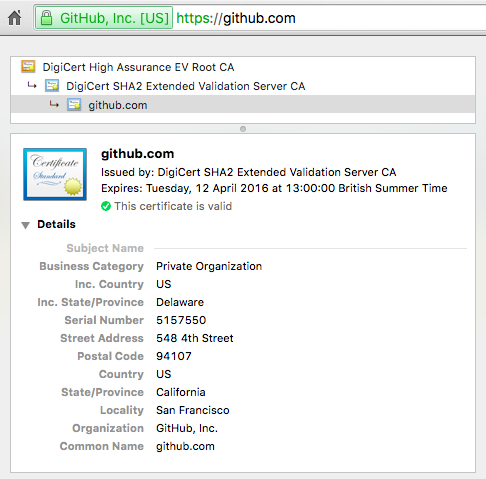 GitHub, Inc. [US] https://github.com
DigiCert High Assurance EV Root CA
DigiCert SHA2 Extended Validation Server CA
github.com
Certificate
Standard
github.com
Issued by: DigiCert SHA2 Extended Validation Server CA
Expires: Tuesday, 12 April 2016 at 13:00:00 British Summer Time
This certificate is valid
Details
Subject Name
Business Category Private Organization
Inc. Country US
Inc. State/Province Delaware
Serial Number 5157550
Street Address 548 4th Street
Postal Code 94107
Country US
State/Province California
Locality San Francisco
Organization GitHub, Inc.
Common Name github.com